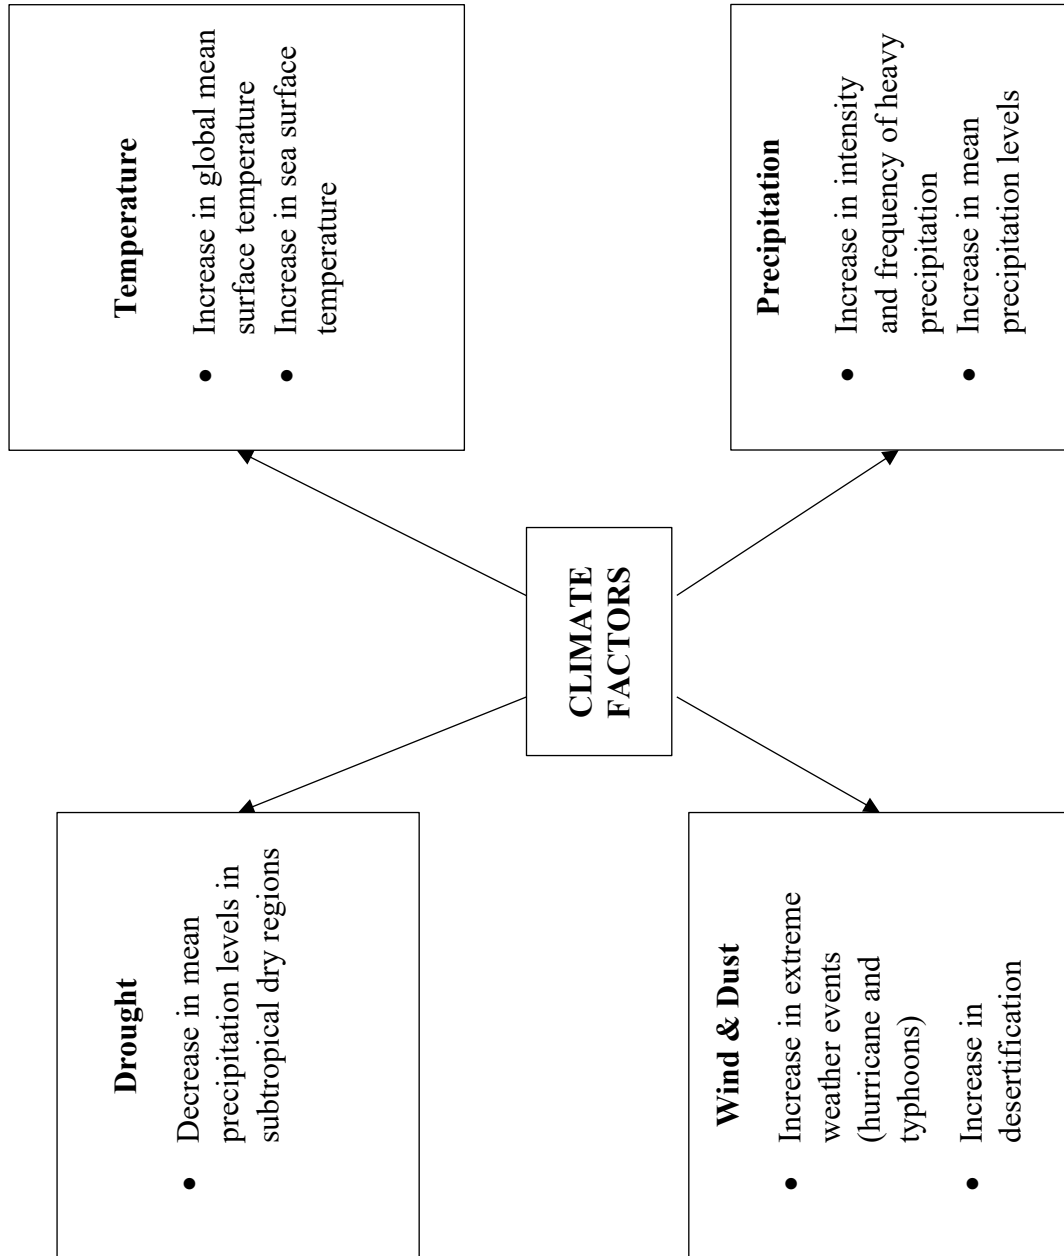 Drought
• Decrease in mean
precipitation levels in
subtropical dry regions
Temperature
• Increase in global mean
surface temperature
• Increase in sea surface
temperature
CLIMATE
FACTORS
Wind & Dust
• Increase in extreme
weather events
(hurricane and
typhoons)
• Increase in
desertification
Precipitation
• Increase in intensity
and frequency of heavy
precipitation
• Increase in mean
precipitation levels